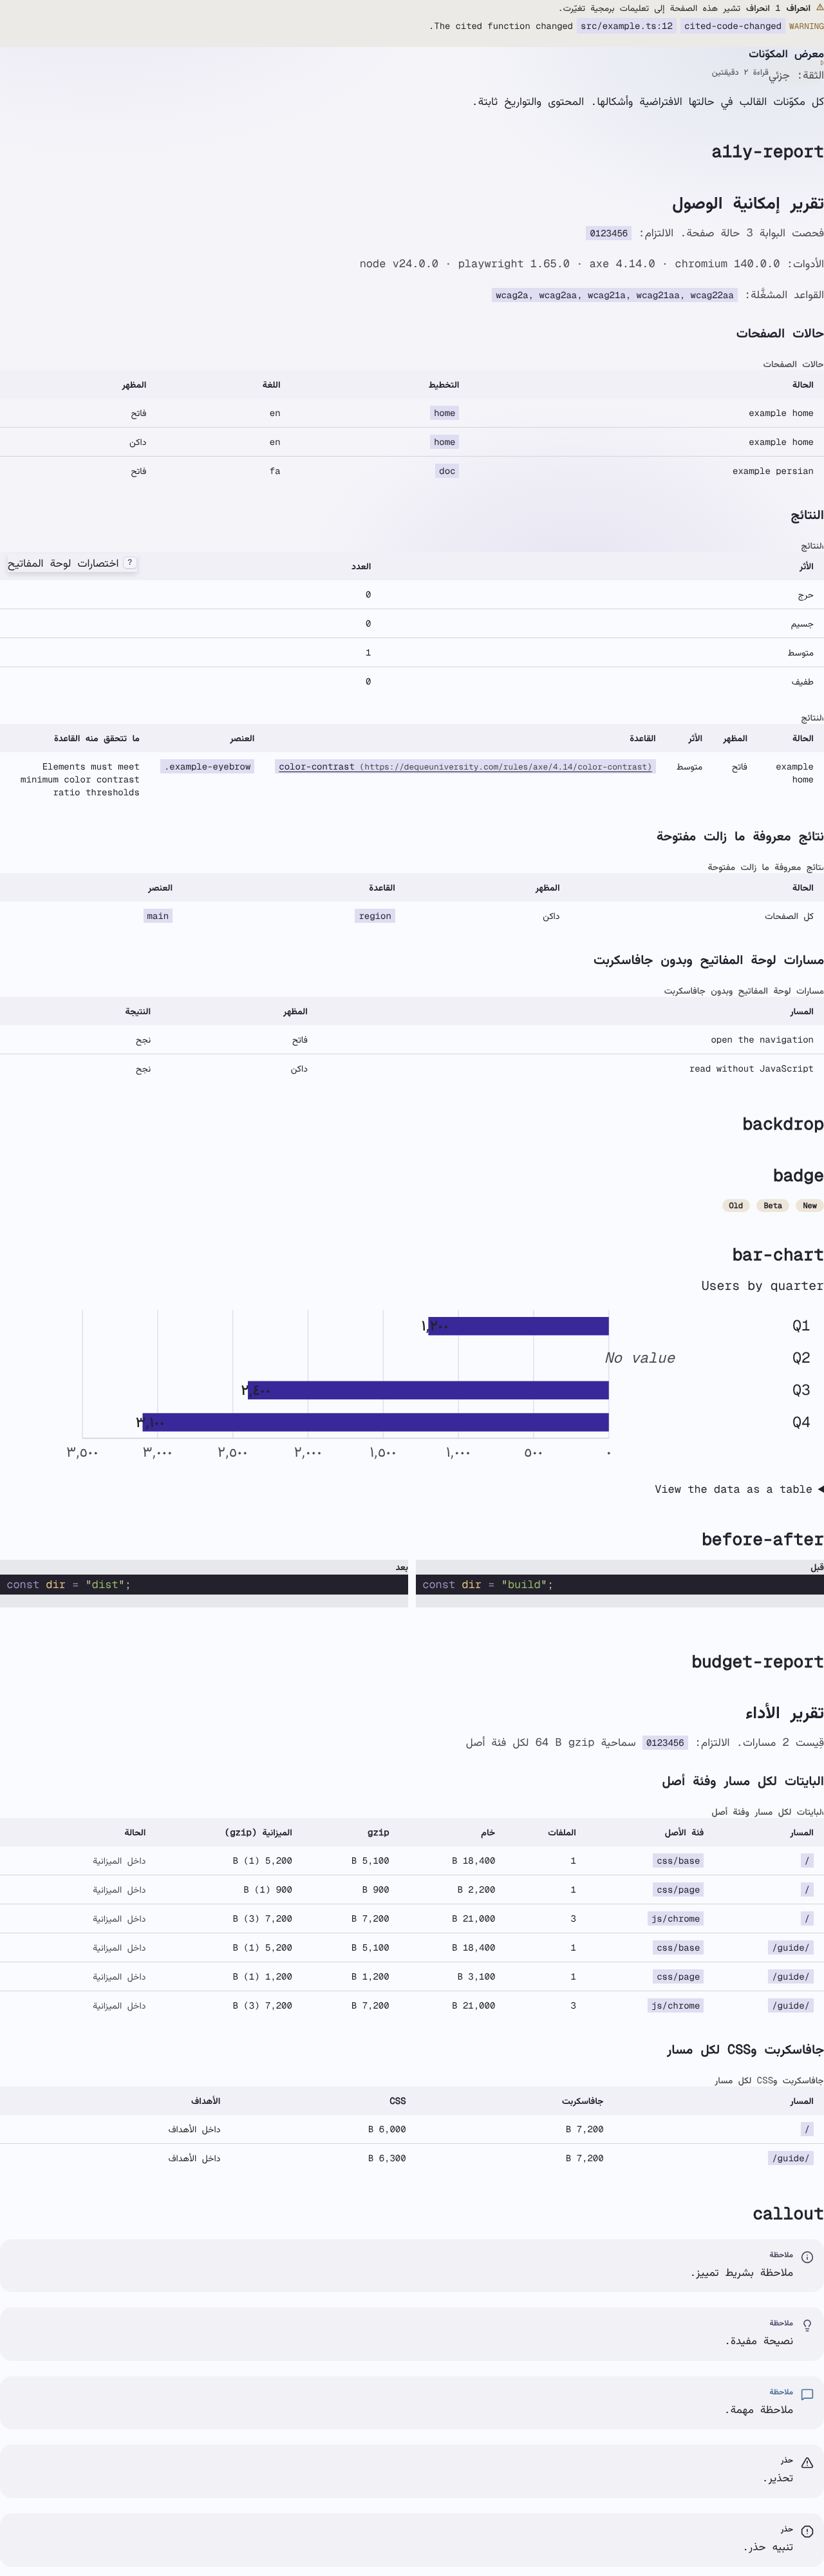 ⚠ انحراف 1 انحراف تشير هذه الصفحة إلى تعليمات برمجية تغيّرت.
WARNING cited-code-changed src/example.ts:12 The cited function changed.
معرض المكوّنات
الثقة: جزئي
قراءة ٢ دقيقتين
كل مكوّنات القالب في حالتها الافتراضية وأشكالها. المحتوى والتواريخ ثابتة.
a11y-report
تقرير إمكانية الوصول
فحصت البوابة 3 حالة صفحة. الالتزام: 0123456
الأدوات: node v24.0.0 · playwright 1.65.0 · axe 4.14.0 · chromium 140.0.0
القواعد المشغَّلة: wcag2a, wcag2aa, wcag21a, wcag21aa, wcag22aa
حالات الصفحات
حالات الصفحات
الحالة التخطيط اللغة المظهر
example home home en فاتح
example home home en داكن
example persian doc fa فاتح
النتائج
النتائج
? اختصارات لوحة المفاتيح
الأثر العدد
حرج 0
جسيم 0
متوسط 1
طفيف 0
النتائج
الحالة المظهر الأثر القاعدة العنصر ما تتحقق منه القاعدة
example home فاتح متوسط color-contrast (https://dequeuniversity.com/rules/axe/4.14/color-contrast) .example-eyebrow Elements must meet minimum color contrast ratio thresholds
نتائج معروفة ما زالت مفتوحة
نتائج معروفة ما زالت مفتوحة
الحالة المظهر القاعدة العنصر
كل الصفحات داكن region main
مسارات لوحة المفاتيح وبدون جافاسكربت
مسارات لوحة المفاتيح وبدون جافاسكربت
المسار المظهر النتيجة
open the navigation فاتح نجح
read without JavaScript داكن نجح
backdrop
badge
New Beta Old
bar-chart
Users by quarter
Q1 ١,٢٠٠
Q2 No value
Q3 ٢,٤٠٠
Q4 ٣,١٠٠
٠ ٥٠٠ ١,٠٠٠ ١,٥٠٠ ٢,٠٠٠ ٢,٥٠٠ ٣,٠٠٠ ٣,٥٠٠
View the data as a table
before-after
قبل
const dir = "build";
بعد
const dir = "dist";
budget-report
تقرير الأداء
قِيست 2 مسارات. الالتزام: 0123456 سماحية 64 B gzip لكل فئة أصل
البايتات لكل مسار وفئة أصل
البايتات لكل مسار وفئة أصل
المسار فئة الأصل الملفات خام gzip الميزانية (gzip) الحالة
/ css/base 1 18,400 B 5,100 B 5,200 B (1) داخل الميزانية
/ css/page 1 2,200 B 900 B 900 B (1) داخل الميزانية
/ js/chrome 3 21,000 B 7,200 B 7,200 B (3) داخل الميزانية
/guide/ css/base 1 18,400 B 5,100 B 5,200 B (1) داخل الميزانية
/guide/ css/page 1 3,100 B 1,200 B 1,200 B (1) داخل الميزانية
/guide/ js/chrome 3 21,000 B 7,200 B 7,200 B (3) داخل الميزانية
جافاسكربت وCSS لكل مسار
جافاسكربت وCSS لكل مسار
المسار جافاسكربت CSS الأهداف
/ 7,200 B 6,000 B داخل الأهداف
/guide/ 7,200 B 6,300 B داخل الأهداف
callout
ملاحظة
ملاحظة بشريط تمييز.
ملاحظة
نصيحة مفيدة.
ملاحظة
ملاحظة مهمة.
حذر
تحذير.
حذر
تنبيه حذر.